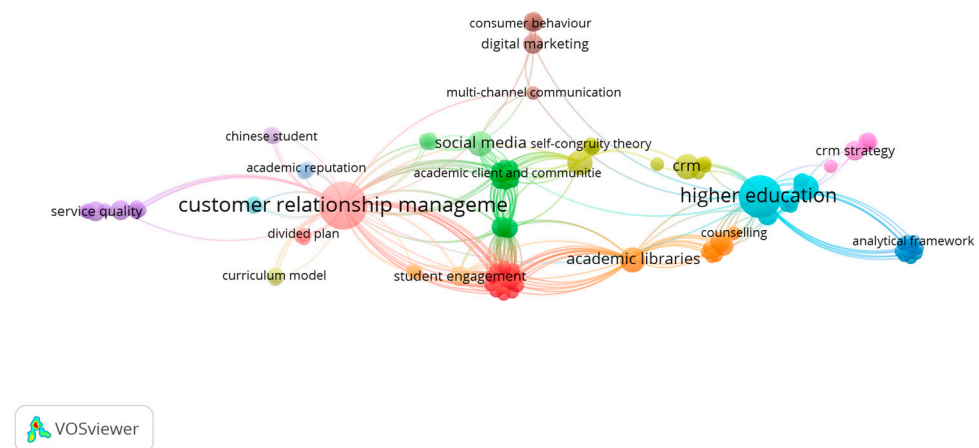 consumer behaviour
digital marketing
multi-channel communication
chinese student
social media
self-congruity theory
crm strategy
academic reputation
academic client and communitie
crm
service quality
customer relationship manageme
higher education
divided plan
counselling
analytical framework
curriculum model
student engagement
academic libraries
VOSviewer